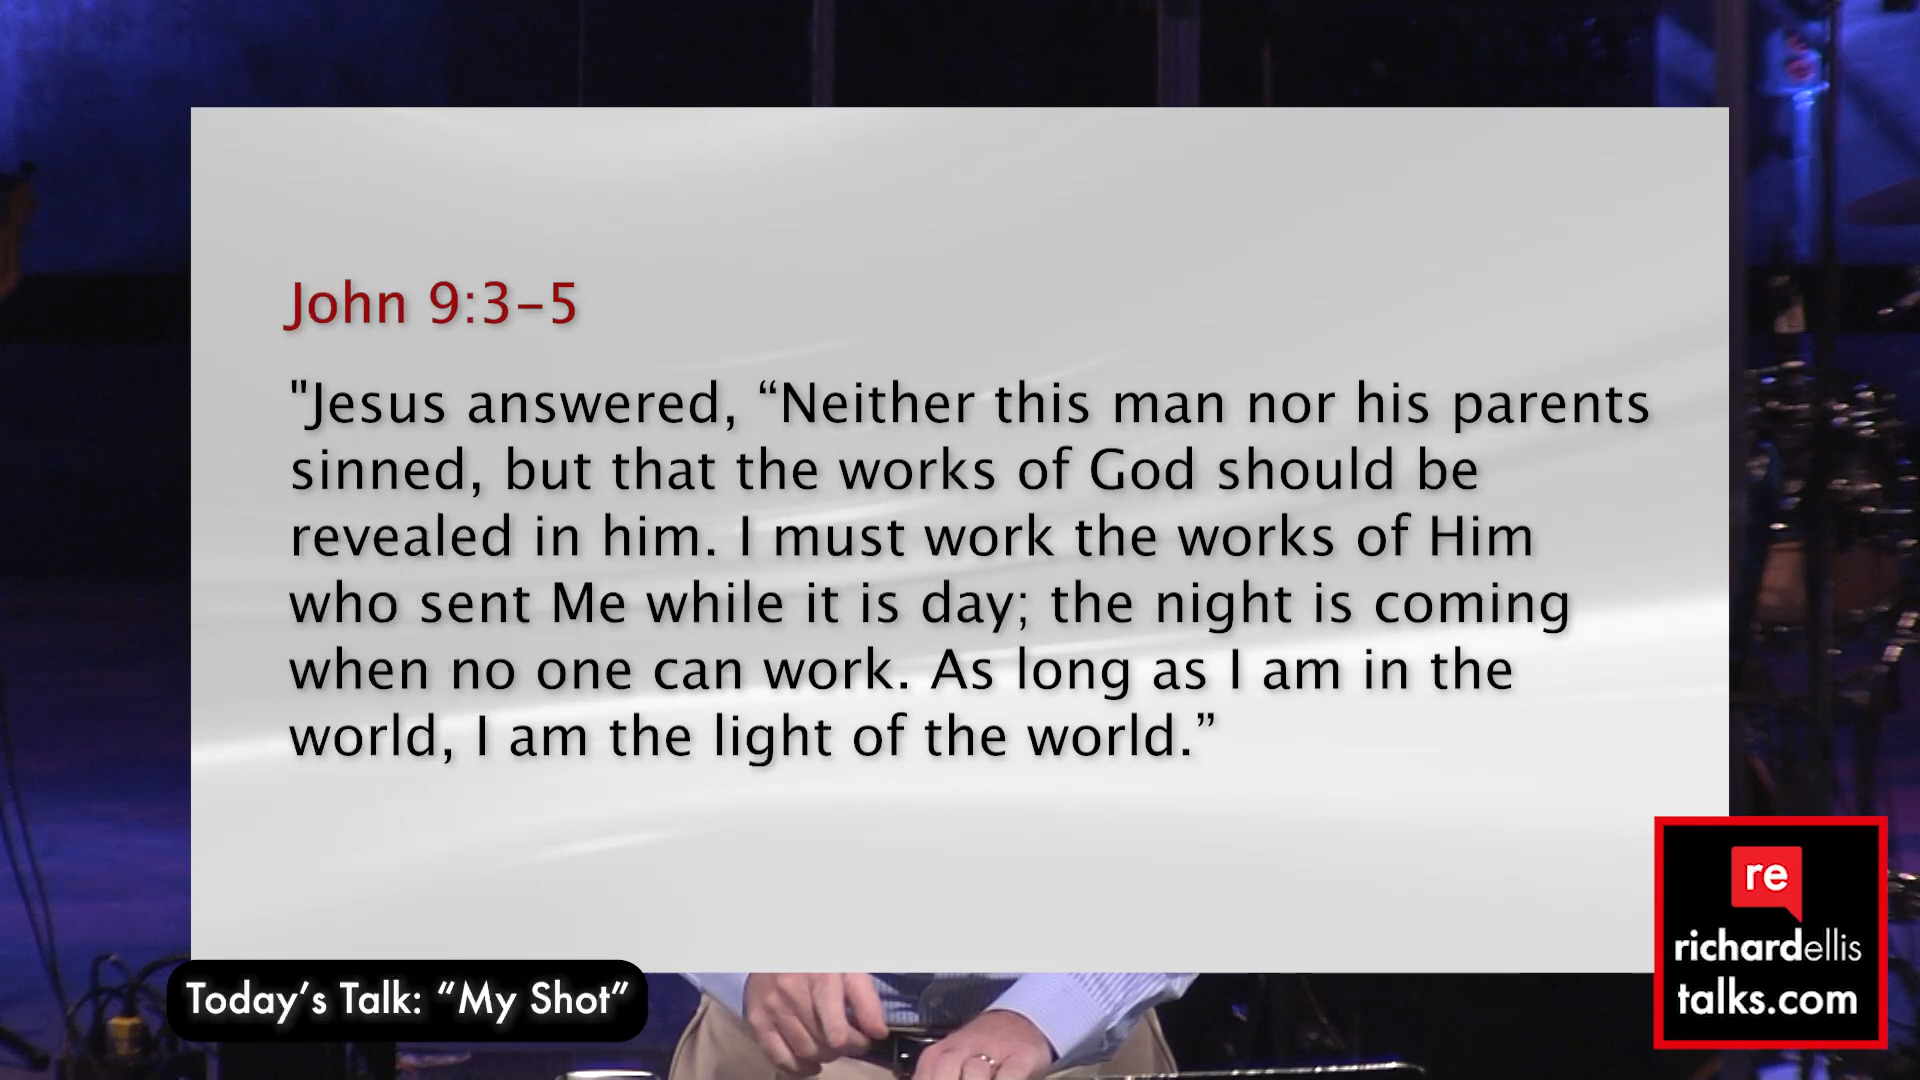 John 9:3-5
"Jesus answered, “Neither this man nor his parents
sinned, but that the works of God should be
revealed in him. I must work the works of Him
who sent Me while it is day; the night is coming
when no one can work. As long as I am in the
world, I am the light of the world.”
Today’s Talk: “My Shot”
re
richardellis
talks.com